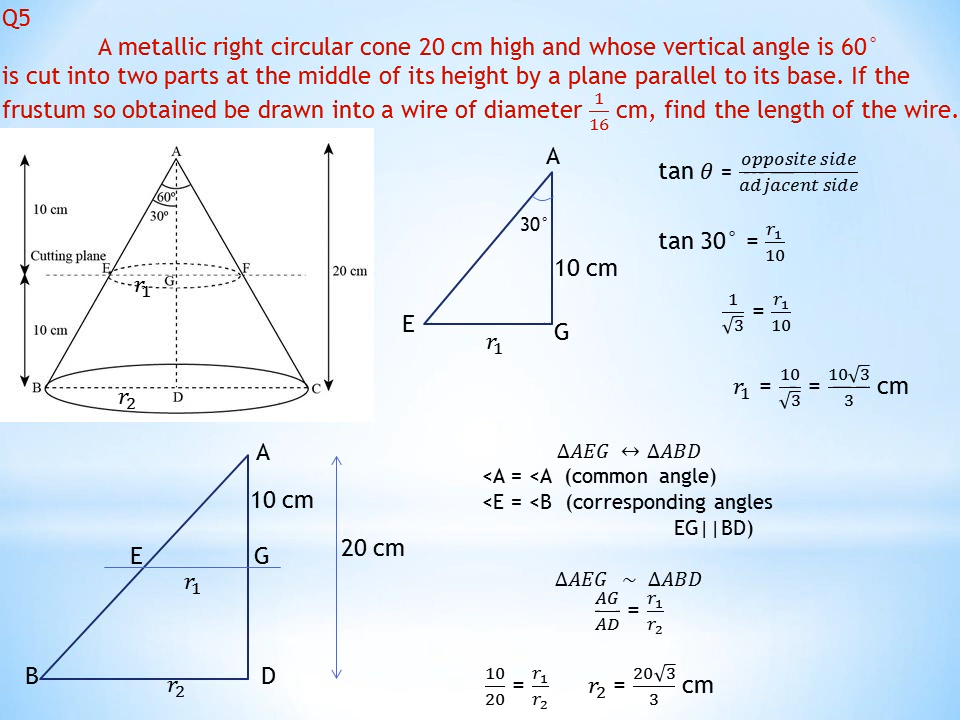 Q5
A metallic right circular cone 20 cm high and whose vertical angle is 60°
is cut into two parts at the middle of its height by a plane parallel to its base. If the
frustum so obtained be drawn into a wire of diameter 1/16 cm, find the length of the wire.
A
60º
30º
10 cm
Cutting plane
E
F
G
r₁
20 cm
10 cm
B
C
D
r₂
A
30°
10 cm
E
G
r₁
tan θ = opposite side/adjacent side
tan 30° = r₁/10
1/√3 = r₁/10
r₁ = 10/√3 = 10√3/3 cm
A
10 cm
E
G
20 cm
r₁
B
D
r₂
ΔAEG ↔ ΔABD
<A = <A (common angle)
<E = <B (corresponding angles
EG||BD)
ΔAEG ~ ΔABD
AG/AD = r₁/r₂
10/20 = r₁/r₂ r₂ = 20√3/3 cm